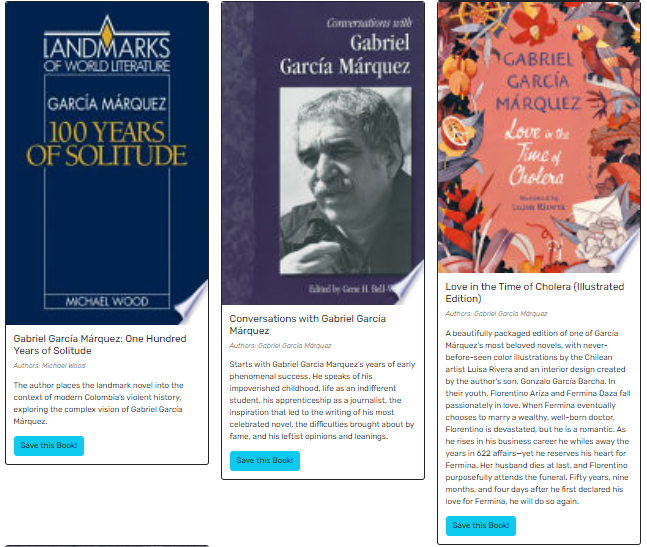 LANDMARKS
OF WORLD LITERATURE
GARCÍA MÁRQUEZ
100 YEARS
OF SOLITUDE
MICHAEL WOOD
Gabriel García Márquez: One Hundred
Years of Solitude
Authors: Michael Wood
The author places the landmark novel into the
context of modern Colombia's violent history,
exploring the complex vision of Gabriel García
Márquez.
Save this Book!
Conversations with
Gabriel
García Márquez
Edited by Gene H. Bell-
Conversations with Gabriel García
Márquez
Authors: Gabriel García Márquez
Starts with Gabriel Garcia Marquez's years of early
phenomenal success. He speaks of his
impoverished childhood, life as an indifferent
student, his apprenticeship as a journalist, the
inspiration that led to the writing of his most
celebrated novel, the difficulties brought about by
fame, and his leftist opinions and leanings.
Save this Book!
GABRIEL
GARCÍA
MÁRQUEZ
Love in the
Time of
Cholera
Illustrated by
Luisa Rivera
Love in the Time of Cholera (Illustrated
Edition)
Authors: Gabriel García Márquez
A beautifully packaged edition of one of García
Márquez's most beloved novels, with never-
before-seen color illustrations by the Chilean
artist Luisa Rivera and an interior design created
by the author's son, Gonzalo García Barcha. In
their youth, Florentino Ariza and Fermina Daza fall
passionately in love. When Fermina eventually
chooses to marry a wealthy, well-born doctor,
Florentino is devastated, but he is a romantic. As
he rises in his business career he whiles away the
years in 622 affairs—yet he reserves his heart for
Fermina. Her husband dies at last, and Florentino
purposefully attends the funeral. Fifty years, nine
months, and four days after he first declared his
love for Fermina, he will do so again.
Save this Book!